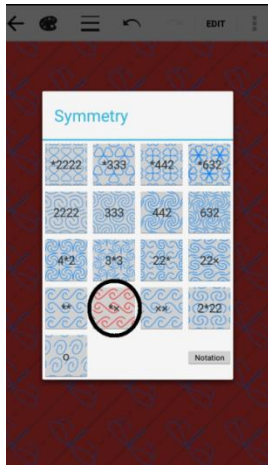 EDIT
Symmetry
*2222 *333 *442 *632
2222 333 442 632
4*2 3*3 22* 22×
** *× ×× 2*22
o
Notation